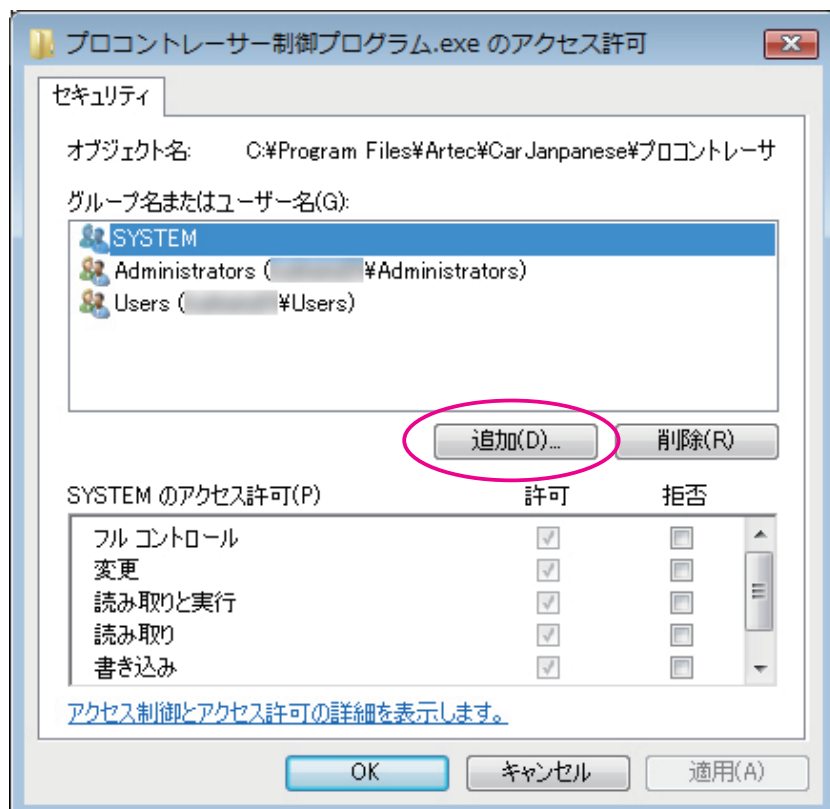 プロコントレーサー制御プログラム.exe のアクセス許可
セキュリティ
オブジェクト名: C:¥Program Files¥Artec¥CarJanpanese¥プロコントレーサ
グループ名またはユーザー名(G):
SYSTEM
Administrators ( ¥Administrators)
Users ( ¥Users)
追加(D)... 削除(R)
SYSTEM のアクセス許可(P) 許可 拒否
フル コントロール
変更
読み取りと実行
読み取り
書き込み
アクセス制御とアクセス許可の詳細を表示します。
OK キャンセル 適用(A)